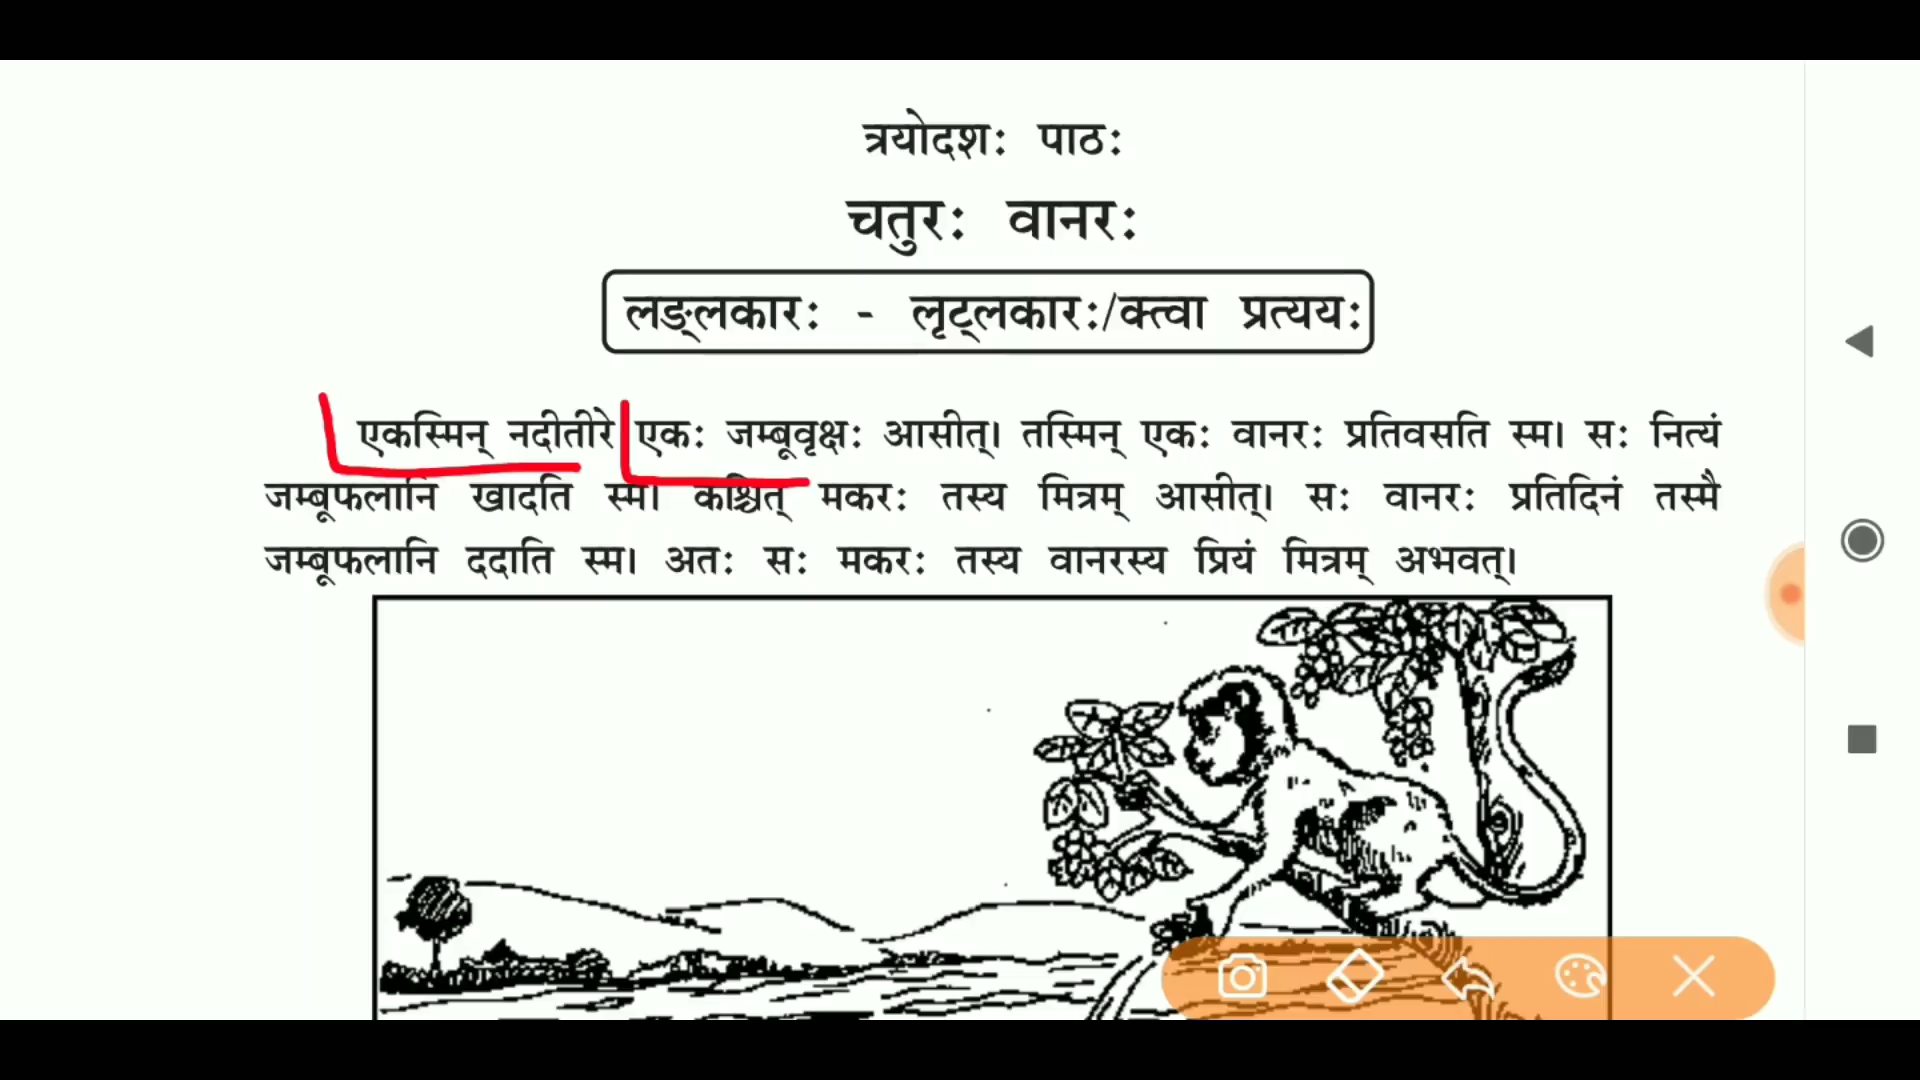 त्रयोदशः पाठः
चतुरः वानरः
लङ्लकारः - लृट्लकारः/क्त्वा प्रत्ययः
एकस्मिन् नदीतीरे एकः जम्बूवृक्षः आसीत्। तस्मिन् एकः वानरः प्रतिवसति स्म। सः नित्यं
जम्बूफलानि खादति स्म। कश्चित् मकरः तस्य मित्रम् आसीत्। सः वानरः प्रतिदिनं तस्मै
जम्बूफलानि ददाति स्म। अतः सः मकरः तस्य वानरस्य प्रियं मित्रम् अभवत्।